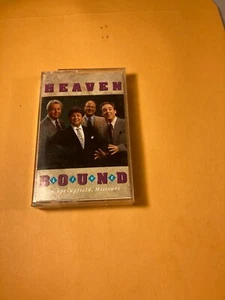 HEAVEN
BOUND
Springfield, Missouri